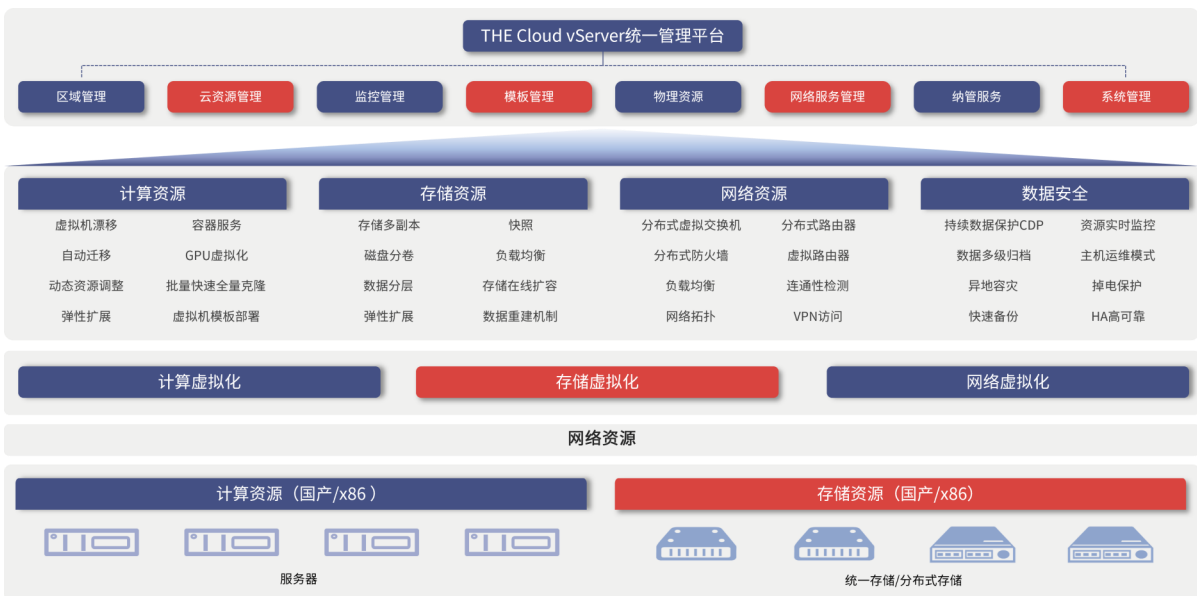 THE Cloud vServer统一管理平台
区域管理 云资源管理 监控管理 模板管理 物理资源 网络服务管理 纳管服务 系统管理
计算资源 存储资源 网络资源 数据安全
虚拟机漂移 容器服务 存储多副本 快照 分布式虚拟交换机 分布式路由器 持续数据保护CDP 资源实时监控
自动迁移 GPU虚拟化 磁盘分卷 负载均衡 分布式防火墙 虚拟路由器 数据多级归档 主机运维模式
动态资源调整 批量快速全量克隆 数据分层 存储在线扩容 负载均衡 连通性检测 异地容灾 掉电保护
弹性扩展 虚拟机模板部署 弹性扩展 数据重建机制 网络拓扑 VPN访问 快速备份 HA高可靠
计算虚拟化 存储虚拟化 网络虚拟化
网络资源
计算资源（国产/x86 ） 存储资源（国产/x86）
服务器 统一存储/分布式存储